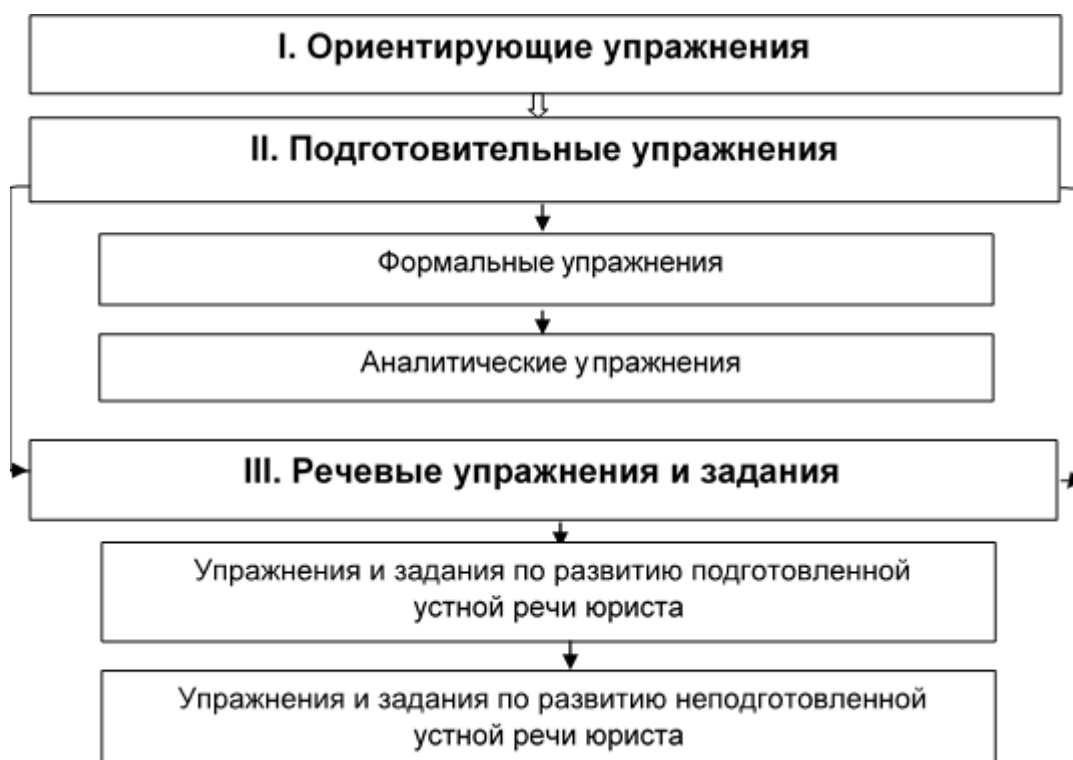 I. Ориентирующие упражнения
II. Подготовительные упражнения
Формальные упражнения
Аналитические упражнения
III. Речевые упражнения и задания
Упражнения и задания по развитию подготовленной
устной речи юриста
Упражнения и задания по развитию неподготовленной
устной речи юриста